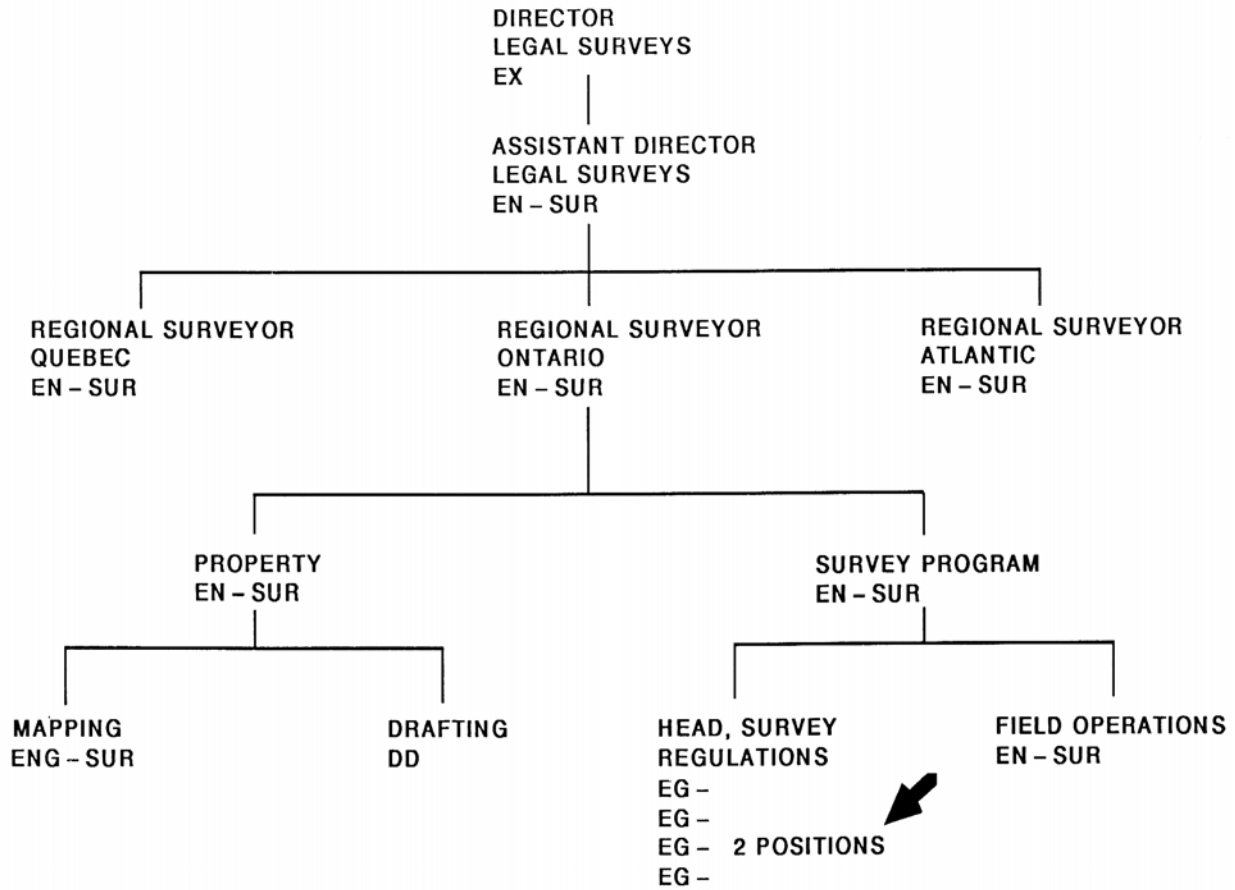 DIRECTOR
LEGAL SURVEYS
EX
ASSISTANT DIRECTOR
LEGAL SURVEYS
EN – SUR
REGIONAL SURVEYOR
QUEBEC
EN – SUR
REGIONAL SURVEYOR
ONTARIO
EN – SUR
REGIONAL SURVEYOR
ATLANTIC
EN – SUR
PROPERTY
EN – SUR
SURVEY PROGRAM
EN – SUR
MAPPING
ENG – SUR
DRAFTING
DD
HEAD, SURVEY
REGULATIONS
EG –
EG –
EG – 2 POSITIONS
EG –
FIELD OPERATIONS
EN – SUR